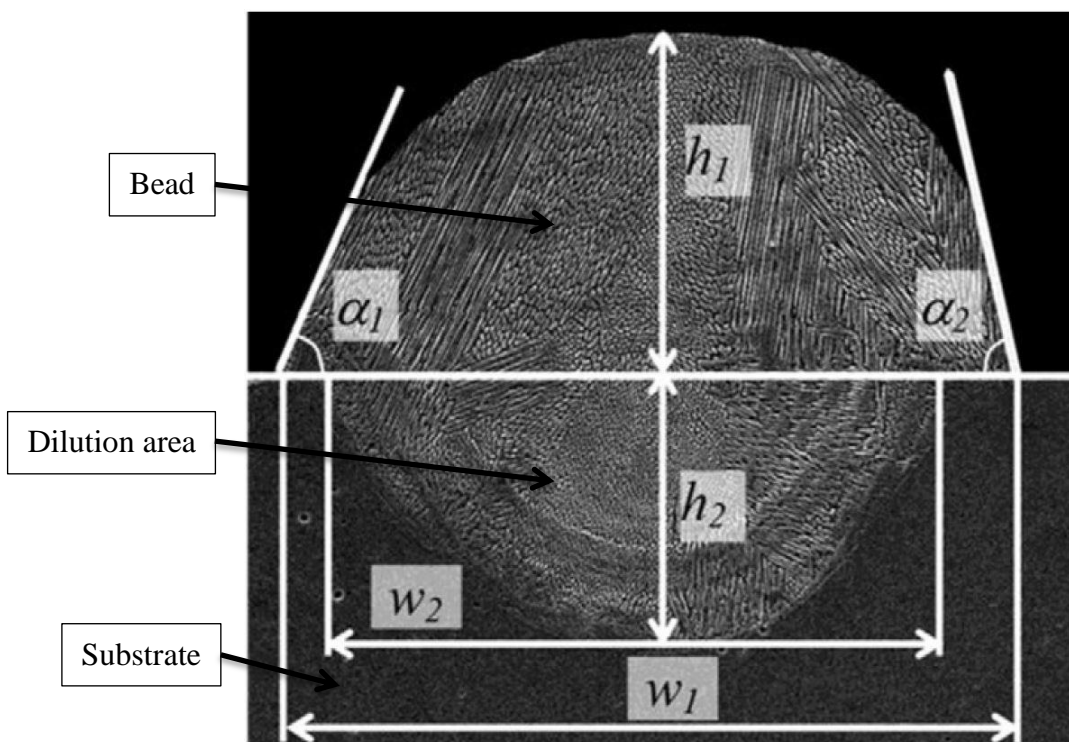 Bead
h₁
α₁
α₂
Dilution area
h₂
w₂
Substrate
w₁